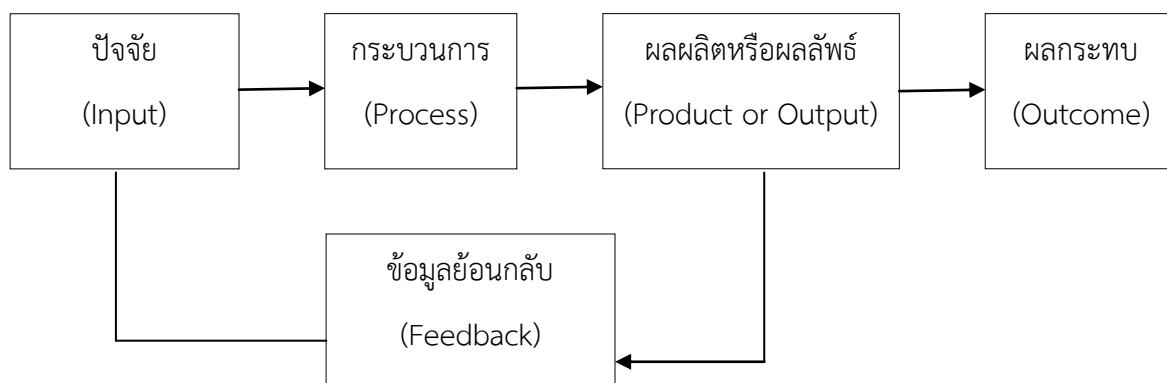 ปัจจัย
(Input)
กระบวนการ
(Process)
ผลผลิตหรือผลลัพธ์
(Product or Output)
ผลกระทบ
(Outcome)
ข้อมูลย้อนกลับ
(Feedback)